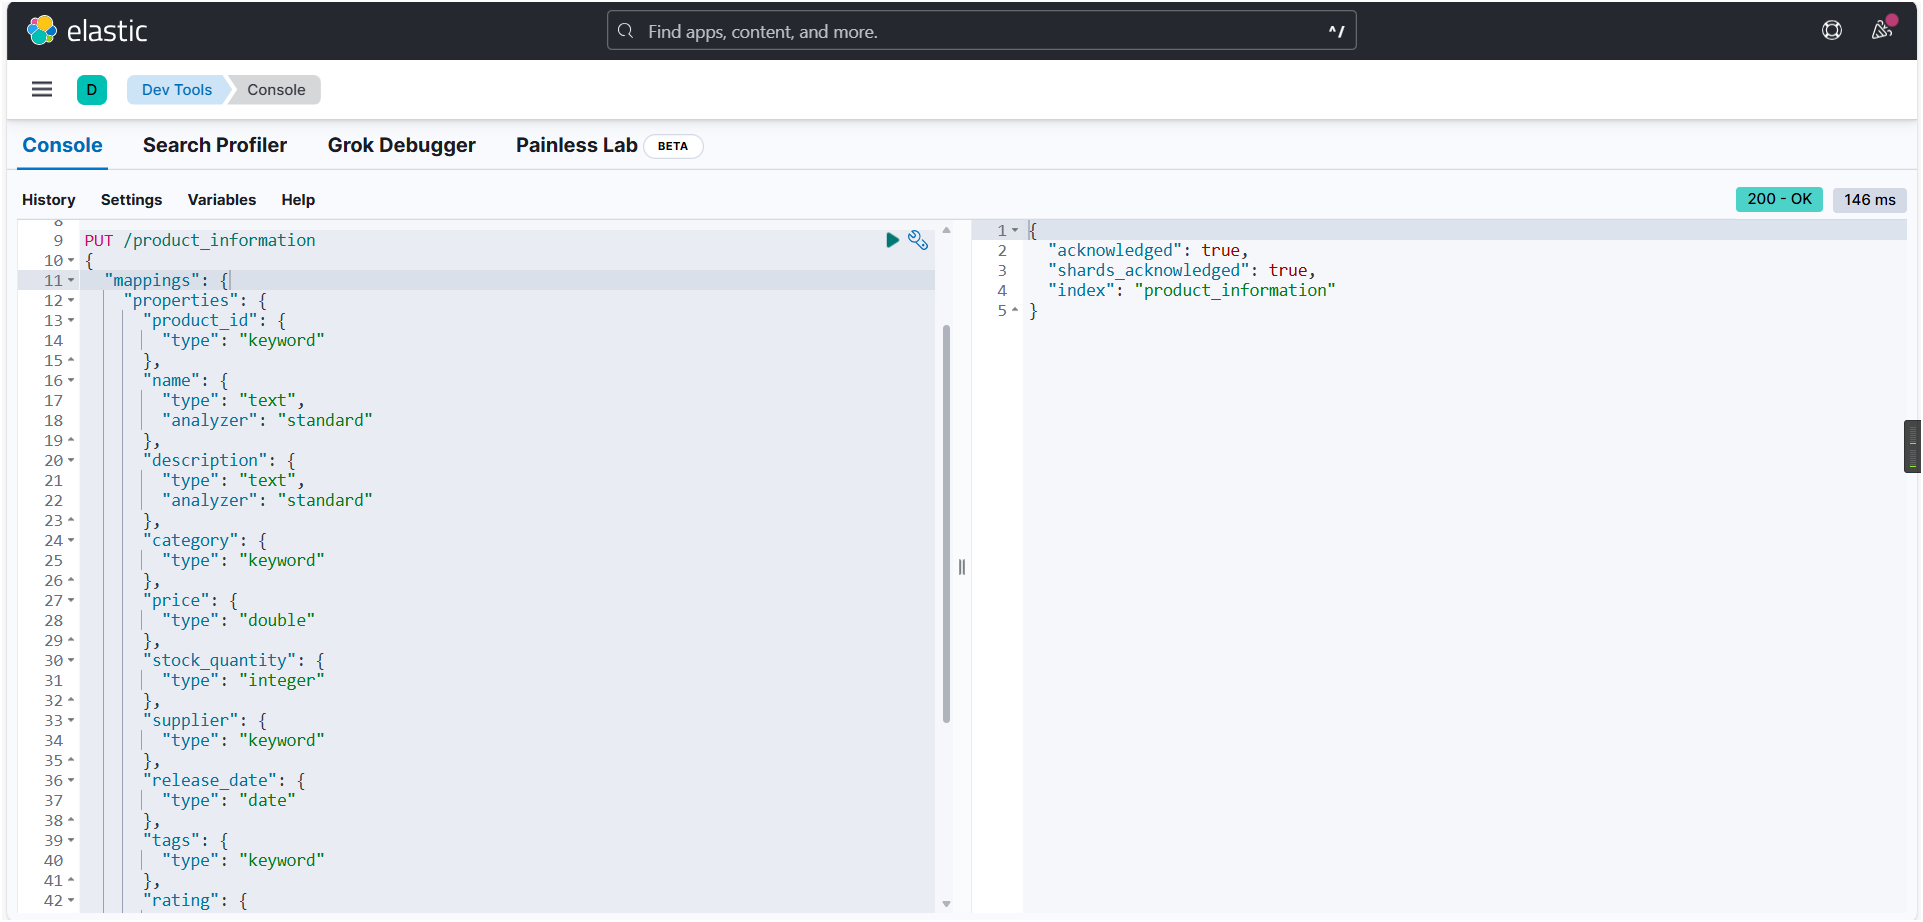 elastic
Find apps, content, and more.
^/
D
Dev Tools
Console
Console
Search Profiler
Grok Debugger
Painless Lab
BETA
History
Settings
Variables
Help
200 - OK
146 ms
8
9 PUT /product_information
10 {
11 "mappings": {
12 "properties": {
13 "product_id": {
14 "type": "keyword"
15 },
16 "name": {
17 "type": "text",
18 "analyzer": "standard"
19 },
20 "description": {
21 "type": "text",
22 "analyzer": "standard"
23 },
24 "category": {
25 "type": "keyword"
26 },
27 "price": {
28 "type": "double"
29 },
30 "stock_quantity": {
31 "type": "integer"
32 },
33 "supplier": {
34 "type": "keyword"
35 },
36 "release_date": {
37 "type": "date"
38 },
39 "tags": {
40 "type": "keyword"
41 },
42 "rating": {
1 {
2 "acknowledged": true,
3 "shards_acknowledged": true,
4 "index": "product_information"
5 }